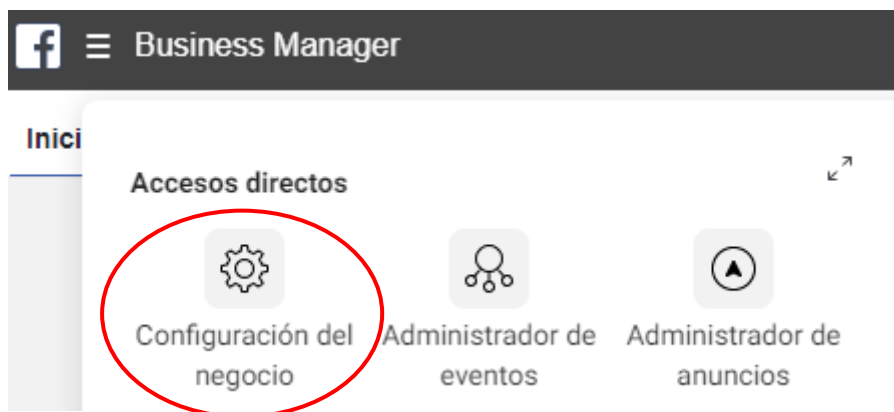 f Business Manager
Inici
Accesos directos
Configuración del negocio
Administrador de eventos
Administrador de anuncios